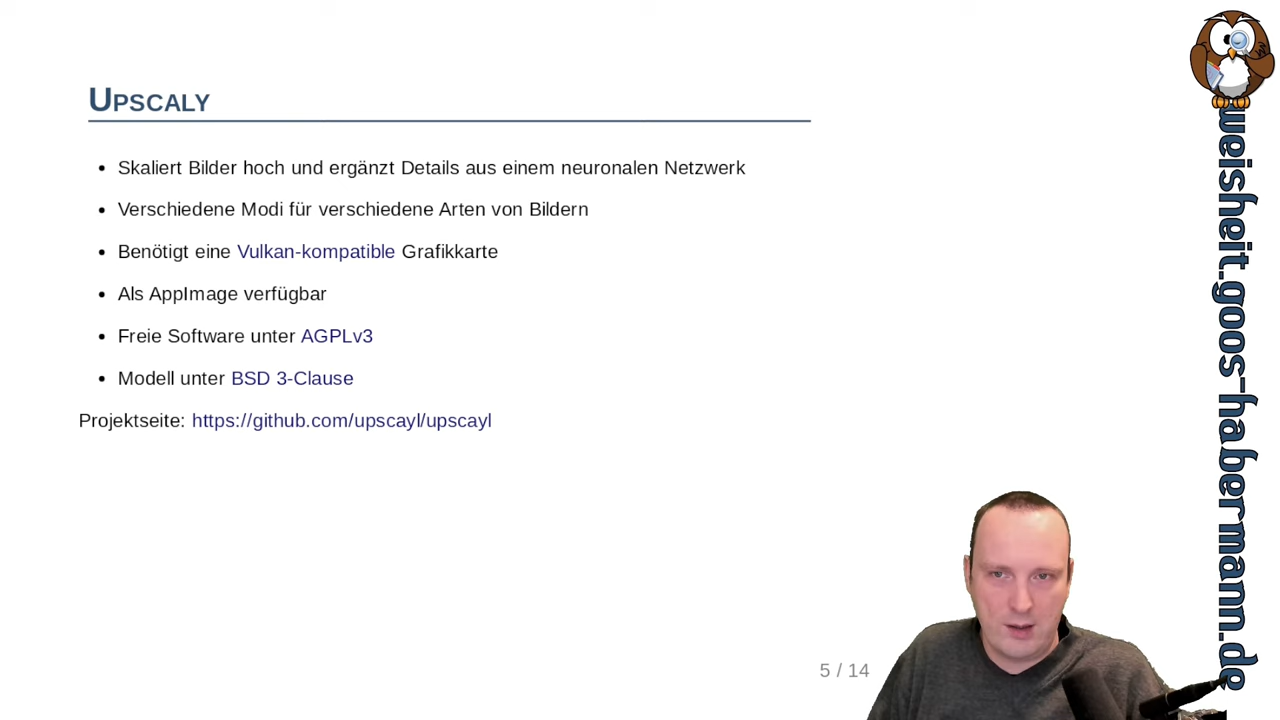 Upscaly
Skaliert Bilder hoch und ergänzt Details aus einem neuronalen Netzwerk
Verschiedene Modi für verschiedene Arten von Bildern
Benötigt eine Vulkan-kompatible Grafikkarte
Als AppImage verfügbar
Freie Software unter AGPLv3
Modell unter BSD 3-Clause
Projektseite: https://github.com/upscayl/upscayl
5 / 14
weisheit.goos-habermann.de